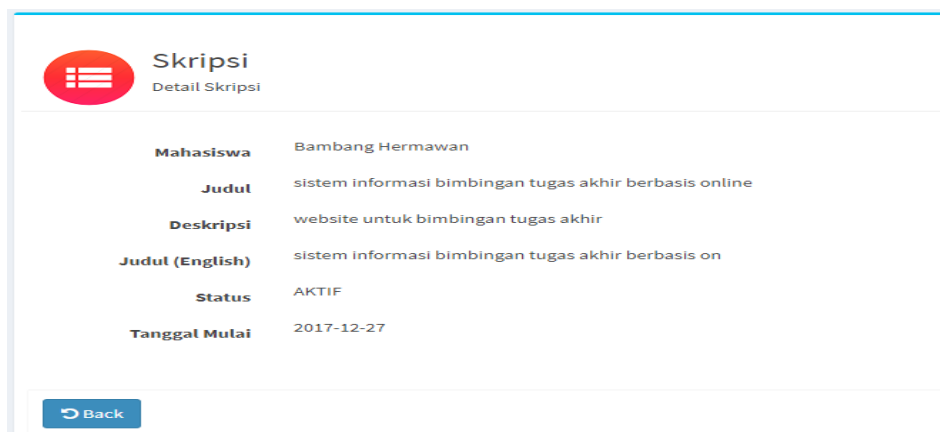 Skripsi
Detail Skripsi
Mahasiswa Bambang Hermawan
Judul sistem informasi bimbingan tugas akhir berbasis online
Deskripsi website untuk bimbingan tugas akhir
Judul (English) sistem informasi bimbingan tugas akhir berbasis on
Status AKTIF
Tanggal Mulai 2017-12-27
Back